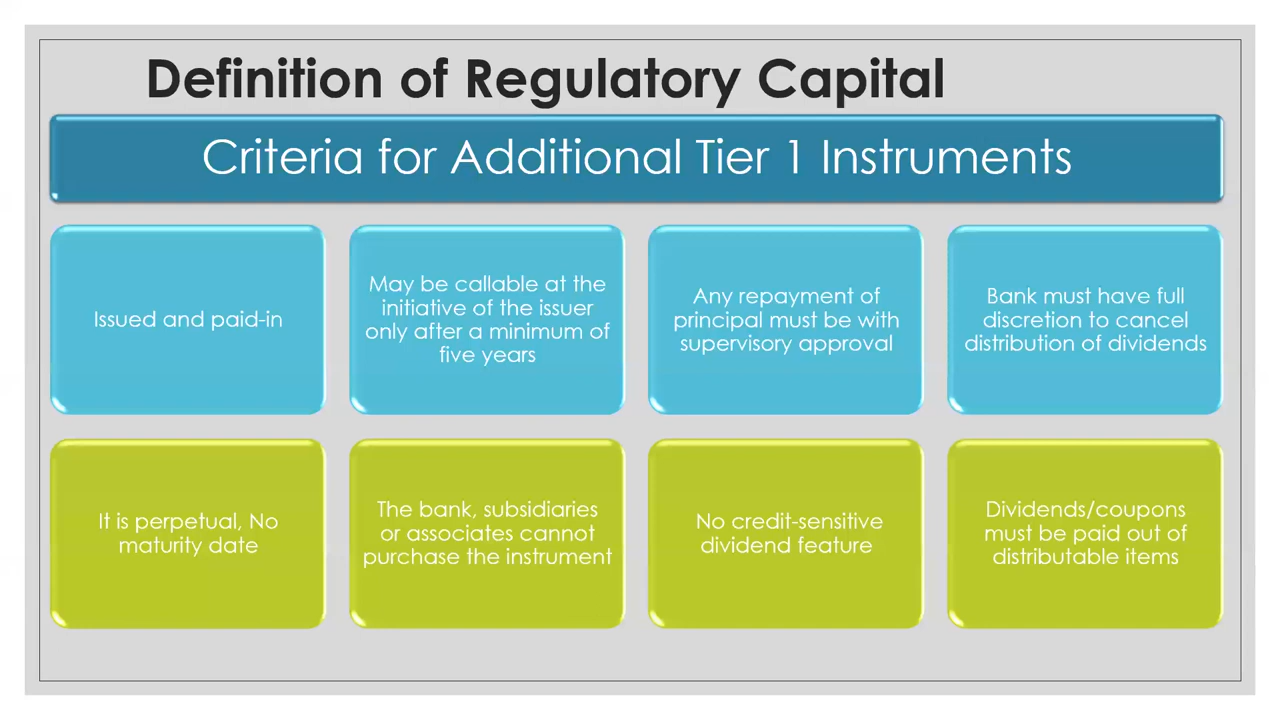 Definition of Regulatory Capital
Criteria for Additional Tier 1 Instruments
Issued and paid-in
May be callable at the
initiative of the issuer
only after a minimum of
five years
Any repayment of
principal must be with
supervisory approval
Bank must have full
discretion to cancel
distribution of dividends
It is perpetual, No
maturity date
The bank, subsidiaries
or associates cannot
purchase the instrument
No credit-sensitive
dividend feature
Dividends/coupons
must be paid out of
distributable items